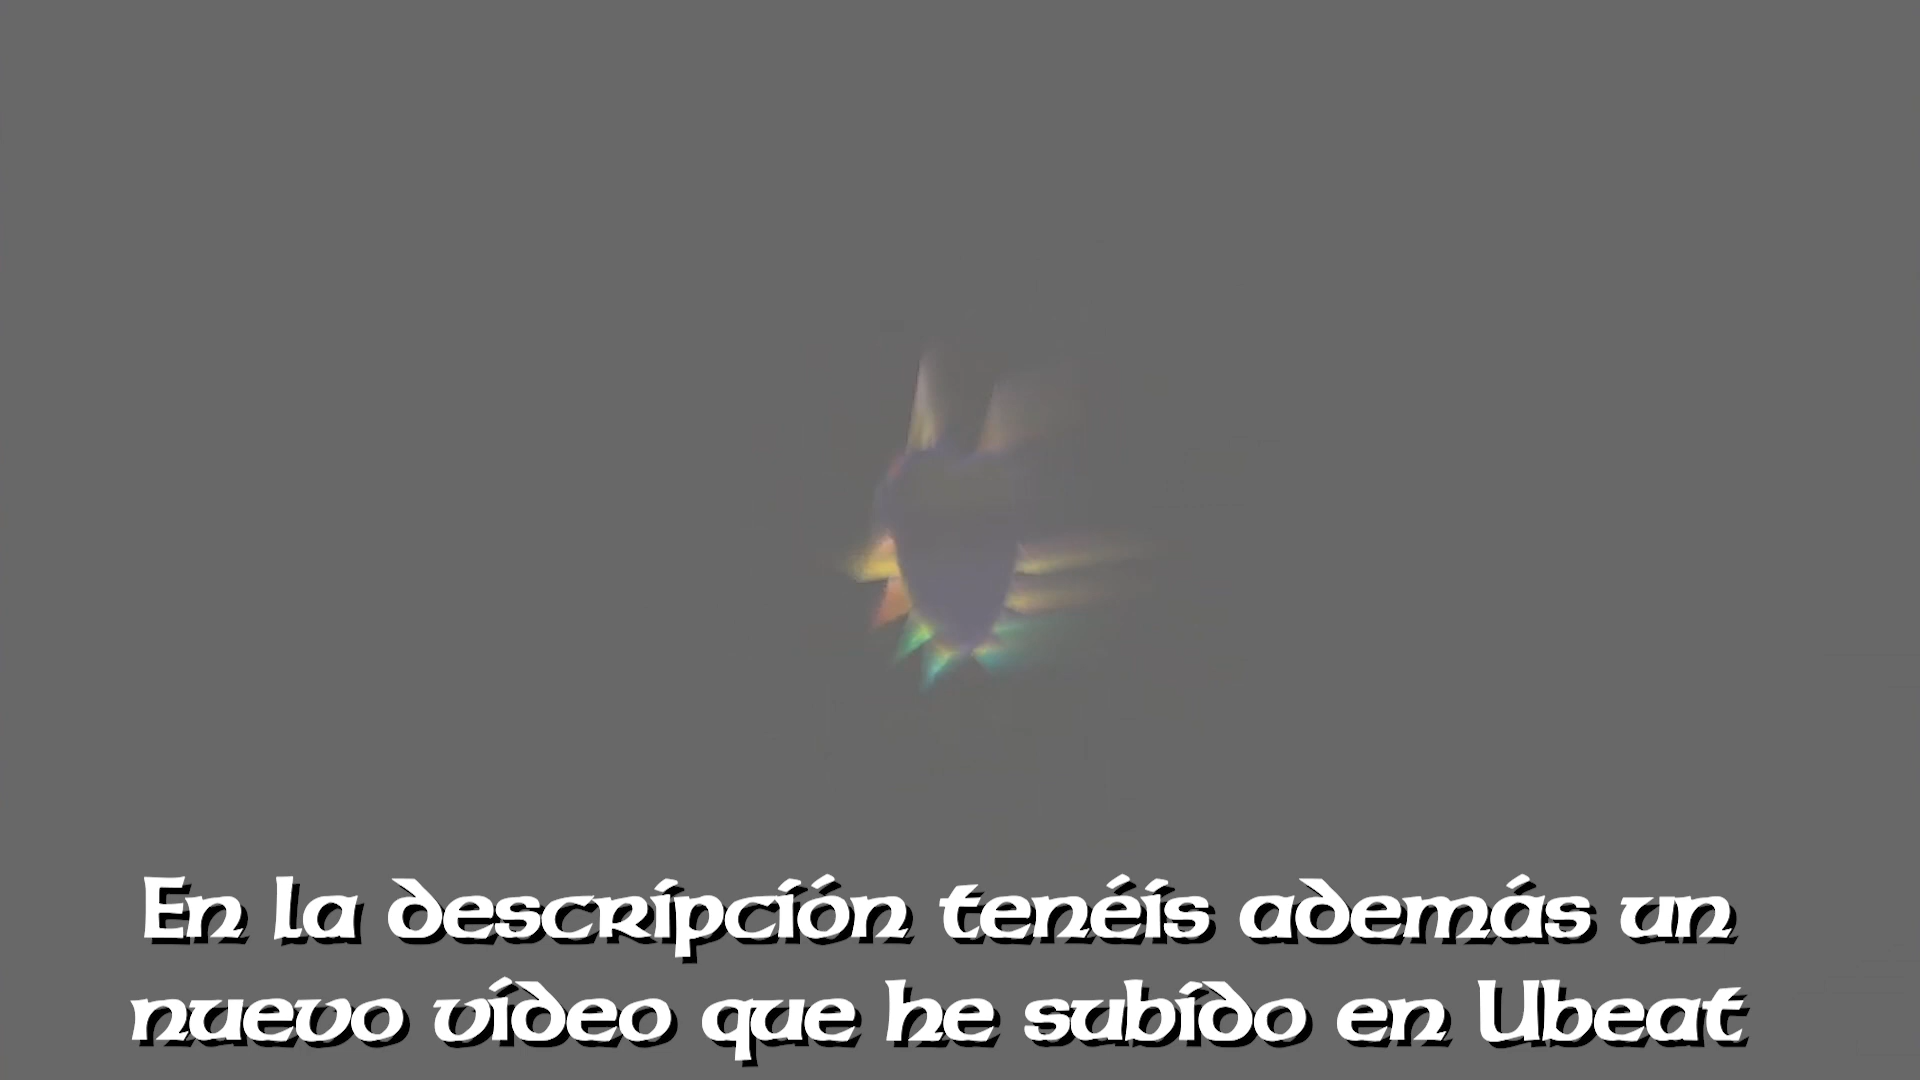 En la descripción tenéis además un
nuevo vídeo que he subido en Ubeat